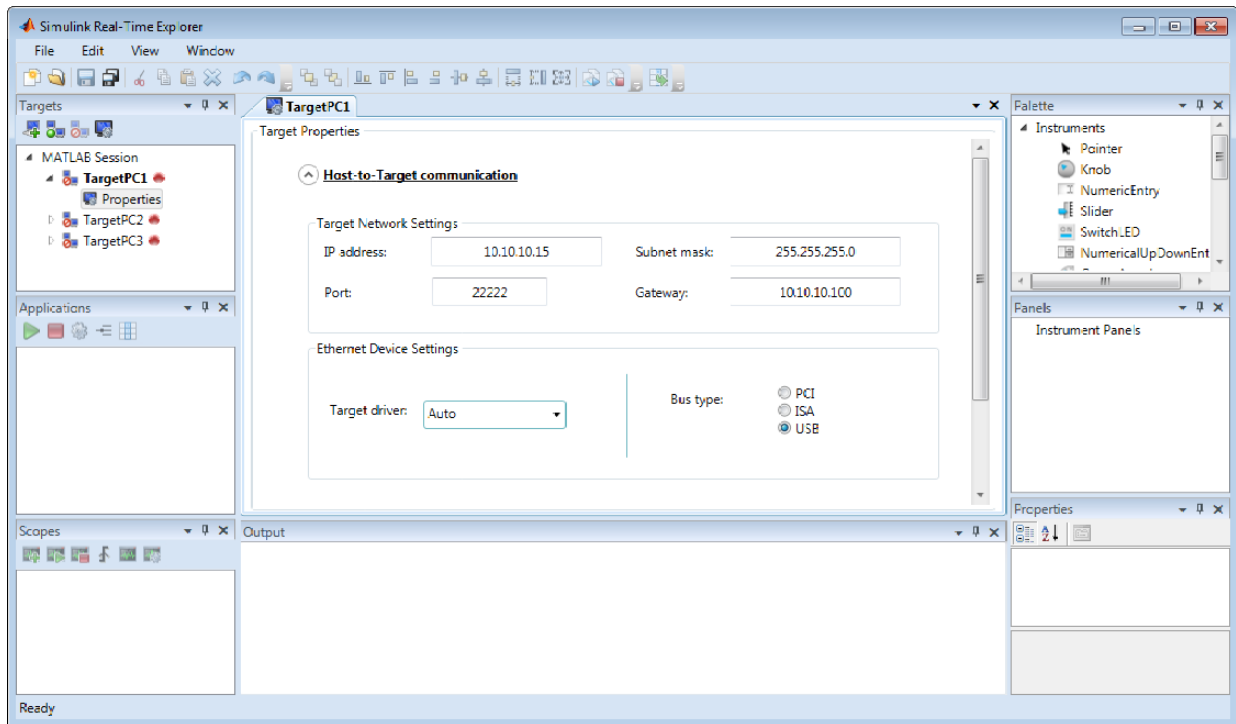 Simulink Real-Time Explorer
File Edit View Window
Targets
MATLAB Session
TargetPC1
Properties
TargetPC2
TargetPC3
Applications
Scopes
TargetPC1
Target Properties
Host-to-Target communication
Target Network Settings
IP address: 10.10.10.15 Subnet mask: 255.255.255.0
Port: 22222 Gateway: 10.10.10.100
Ethernet Device Settings
Target driver: Auto
Bus type:
PCI
ISA
USB
Output
Palette
Instruments
Pointer
Knob
NumericEntry
Slider
SwitchLED
NumericalUpDownEnt
Panels
Instrument Panels
Properties
Ready